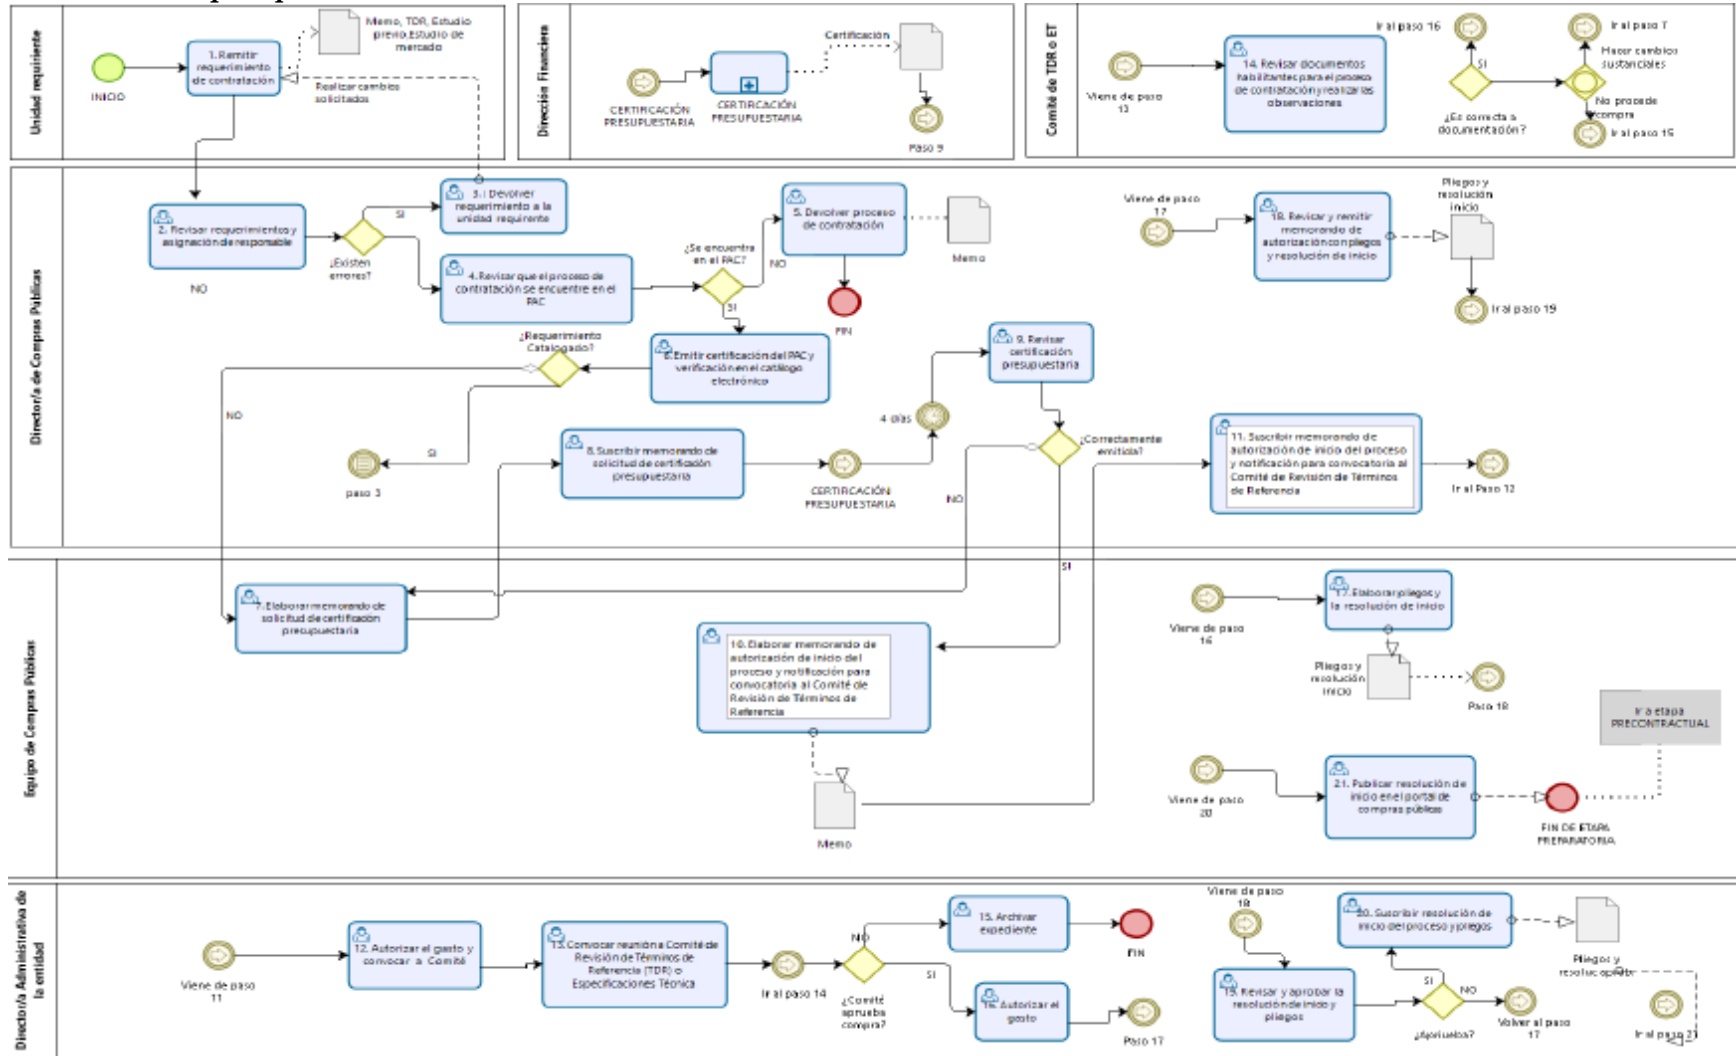 Unidad requiriente
INICIO
1. Remitir
requerimiento
de contratación
Memo, TDR, Estudio
previo,Estudio de
mercado
Realizar cambios
solicitados
Dirección Financiera
CERTIFICACIÓN
PRESUPUESTARIA
CERTIFICACIÓN
PRESUPUESTARIA
Certificación
Paso 9
Comité de TDR o ET
Viene de paso
13
14. Revisar documentos
habilitantes para el proceso
de contratación y realizar las
observaciones
Ir al paso 16
SI
¿Es correcta a
documentación?
Ir al paso 7
Hacer cambios
sustanciales
No procede
compra
Ir al paso 15
Director/a de Compras Públicas
2. Revisar requerimientos y
asignación de responsable
NO
¿Existen
errores?
SI
3. Devolver
requerimiento a la
unidad requirente
4. Revisar que el proceso de
contratación se encuentre en el
PAC
¿Se encuentra
en el PAC?
NO
SI
5. Devolver proceso
de contratación
Memo
FIN
6. Emitir certificación del PAC y
verificación en el catálogo
electrónico
¿Requerimiento
Catalogado?
NO
SI
paso 3
8. Suscribir memorando de
solicitud de certificación
presupuestaria
CERTIFICACIÓN
PRESUPUESTARIA
4 días
9. Revisar
certificación
presupuestaria
¿Correctamente
emitida?
NO
SI
11. Suscribir memorando de
autorización de inicio del proceso
y notificación para convocatoria al
Comité de Revisión de Términos
de Referencia
Ir al Paso 12
Viene de paso
17
18. Revisar y remitir
memorando de
autorización con pliegos
y resolución de inicio
Pliegos y
resolución
inicio
Ir al paso 19
Equipo de Compras Públicas
7. Elaborar memorando de
solicitud de certificación
presupuestaria
10. Elaborar memorando de
autorización de inicio del
proceso y notificación para
convocatoria al Comité de
Revisión de Términos de
Referencia
Memo
Viene de paso
16
17. Elaborar pliegos y
la resolución de inicio
Pliegos y
resolución
inicio
Paso 18
Viene de paso
20
21. Publicar resolución de
inicio en el portal de
compras públicas
FIN DE ETAPA
PREPARATORIA
Ir a etapa
PRECONTRACTUAL
Director/a Administrativa de
la entidad
Viene de paso
11
12. Autorizar el gasto y
convocar a Comité
13. Convocar reunión a Comité de
Revisión de Términos de
Referencia (TDR) o
Especificaciones Técnica
Ir al paso 14
¿Comité
aprueba
compra?
NO
SI
15. Archivar
expediente
FIN
16. Autorizar el
gasto
Paso 17
Viene de paso
18
19. Revisar y aprobar la
resolución de inicio y
pliegos
¿Aprueba?
SI
NO
Volver al paso
17
20. Suscribir resolución de
inicio del proceso y pliegos
Pliegos y
Ir al paso 21